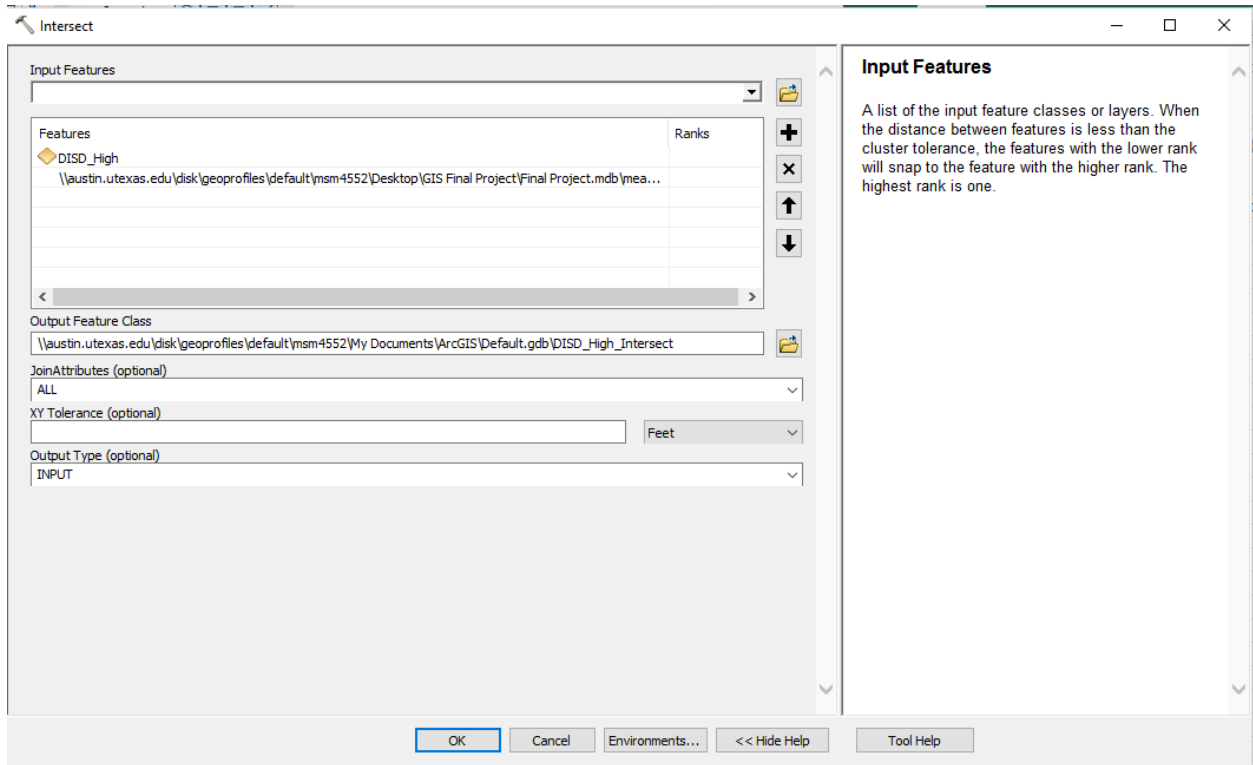 Intersect
Input Features
Features
Ranks
DISD_High
\\austin.utexas.edu\disk\geoprofiles\default\msm4552\Desktop\GIS Final Project\Final Project.mdb\mea...
Output Feature Class
\\austin.utexas.edu\disk\geoprofiles\default\msm4552\My Documents\ArcGIS\Default.gdb\DISD_High_Intersect
JoinAttributes (optional)
ALL
XY Tolerance (optional)
Feet
Output Type (optional)
INPUT
Input Features
A list of the input feature classes or layers. When
the distance between features is less than the
cluster tolerance, the features with the lower rank
will snap to the feature with the higher rank. The
highest rank is one.
OK
Cancel
Environments...
<< Hide Help
Tool Help